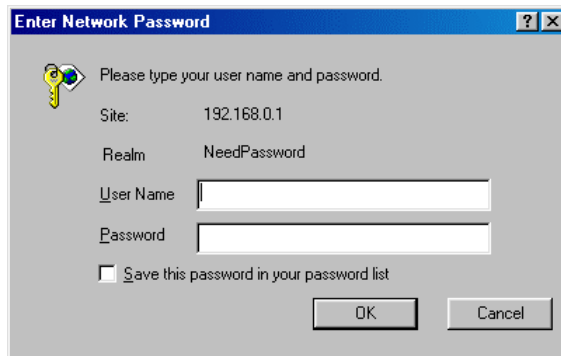 Enter Network Password
Please type your user name and password.
Site: 192.168.0.1
Realm NeedPassword
User Name
Password
Save this password in your password list
OK Cancel